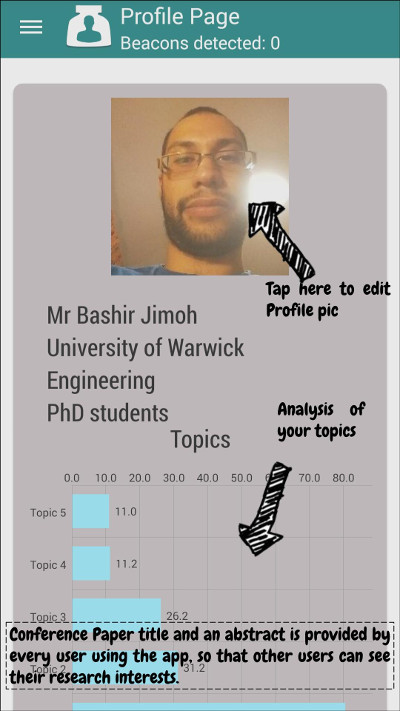 Profile Page
Beacons detected: 0
Tap here to edit
Profile pic
Mr Bashir Jimoh
University of Warwick
Engineering
PhD students
Analysis of
your topics
Topics
0.0 10.0 20.0 30.0 40.0 50.0 70.0 80.0
Topic 5 11.0
Topic 4 11.2
Topic 3 26.2
Conference Paper title and an abstract is provided by
every user using the app, so that other users can see
Topic 2 31.2
their research interests.